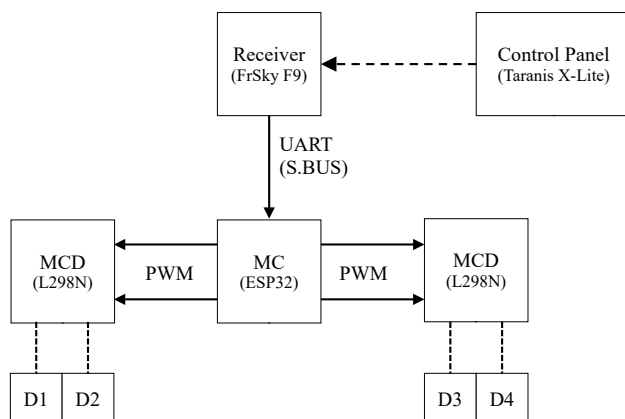 Receiver
(FrSky F9)
Control Panel
(Taranis X-Lite)
UART
(S.BUS)
MCD
(L298N)
PWM
MC
(ESP32)
PWM
MCD
(L298N)
D1
D2
D3
D4